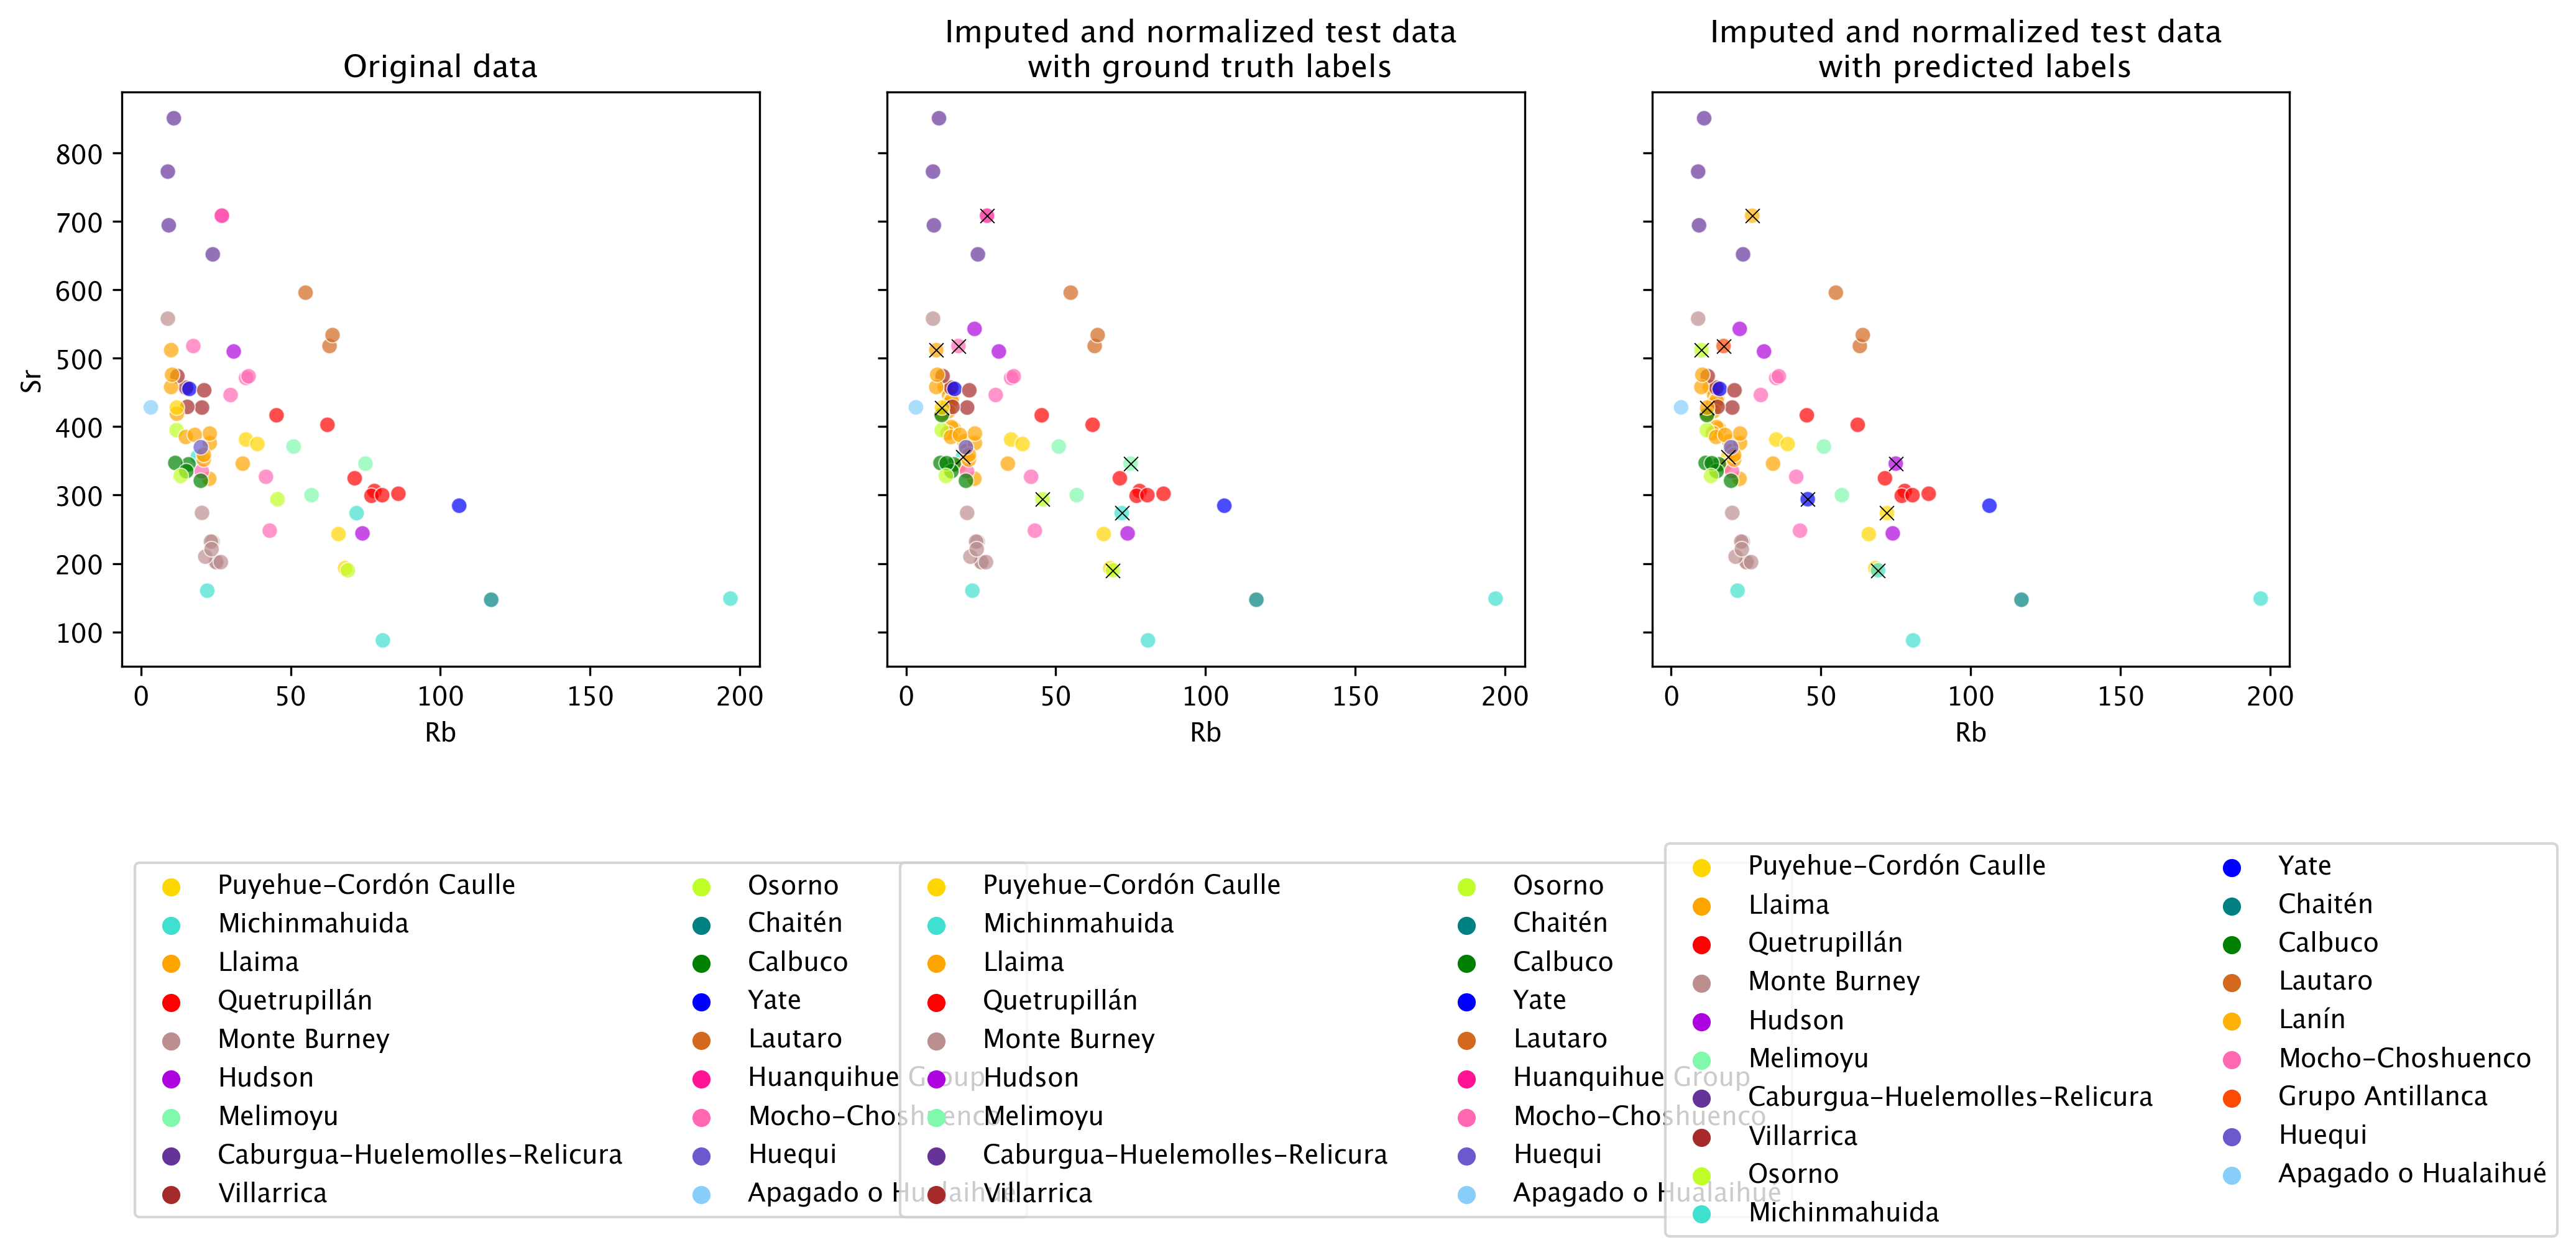 Original data
Imputed and normalized test data
with ground truth labels
Imputed and normalized test data
with predicted labels
Sr
800
700
600
500
400
300
200
100
0 50 100 150 200
Rb
0 50 100 150 200
Rb
0 50 100 150 200
Rb
Puyehue-Cordón Caulle
Michinmahuida
Llaima
Quetrupillán
Monte Burney
Hudson
Melimoyu
Caburgua-Huelemolles-Relicura
Villarrica
Osorno
Chaitén
Calbuco
Yate
Lautaro
Huanquihue Group
Mocho-Choshuenco
Huequi
Apagado o Hualaihue
Puyehue-Cordón Caulle
Michinmahuida
Llaima
Quetrupillán
Monte Burney
Hudson
Melimoyu
Caburgua-Huelemolles-Relicura
Villarrica
Osorno
Chaitén
Calbuco
Yate
Lautaro
Huanquihue Group
Mocho-Choshuenco
Huequi
Apagado o Hualaihue
Puyehue-Cordón Caulle
Llaima
Quetrupillán
Monte Burney
Hudson
Melimoyu
Caburgua-Huelemolles-Relicura
Villarrica
Osorno
Michinmahuida
Yate
Chaitén
Calbuco
Lautaro
Lanín
Mocho-Choshuenco
Grupo Antillanca
Huequi
Apagado o Hualaihué